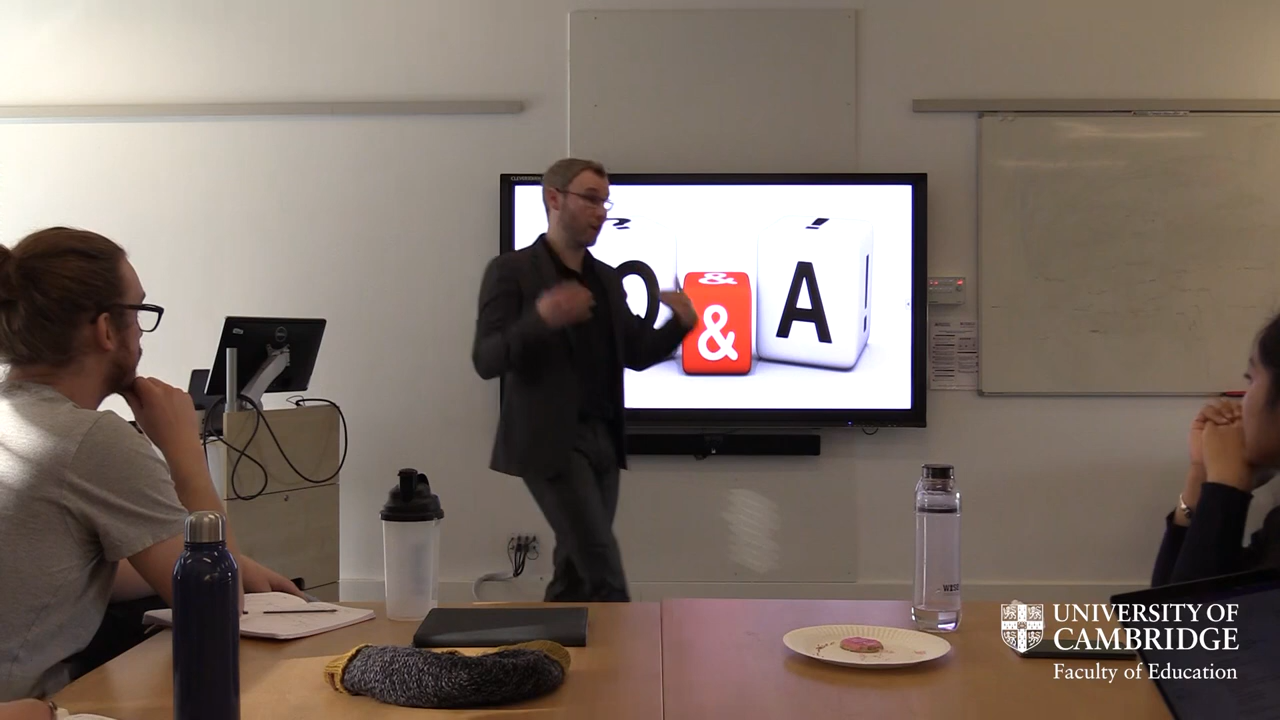 Q & A
&
UNIVERSITY OF
CAMBRIDGE
Faculty of Education